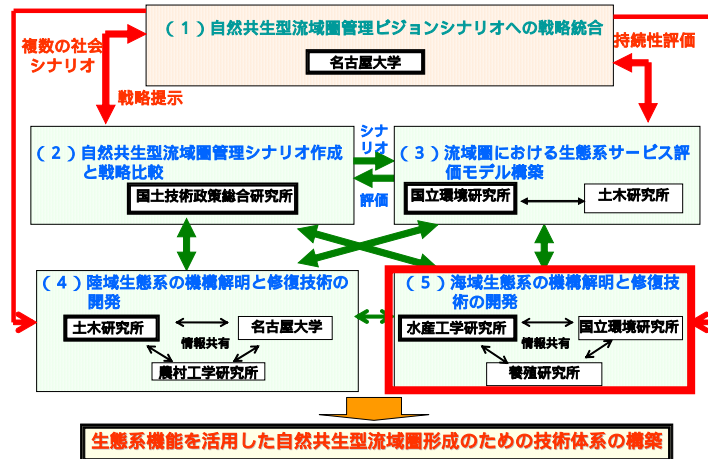 （１）自然共生型流域圏管理ビジョンシナリオへの戦略統合
名古屋大学
複数の社会
シナリオ
戦略提示
持続性評価
（２）自然共生型流域圏管理シナリオ作成
と戦略比較
国土技術政策総合研究所
シナ
リオ
評価
（３）流域圏における生態系サービス評
価モデル構築
国立環境研究所
土木研究所
（４）陸域生態系の機構解明と修復技術の
開発
土木研究所
名古屋大学
情報共有
農村工学研究所
（５）海域生態系の機構解明と修復技
術の開発
水産工学研究所
国立環境研究所
情報共有
養殖研究所
生態系機能を活用した自然共生型流域圏形成のための技術体系の構築